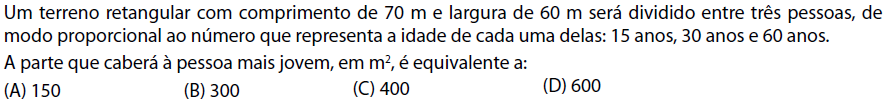 Um terreno retangular com comprimento de 70 m e largura de 60 m será dividido entre três pessoas, de
modo proporcional ao número que representa a idade de cada uma delas: 15 anos, 30 anos e 60 anos.
A parte que caberá à pessoa mais jovem, em m², é equivalente a:
(A) 150 (B) 300 (C) 400 (D) 600